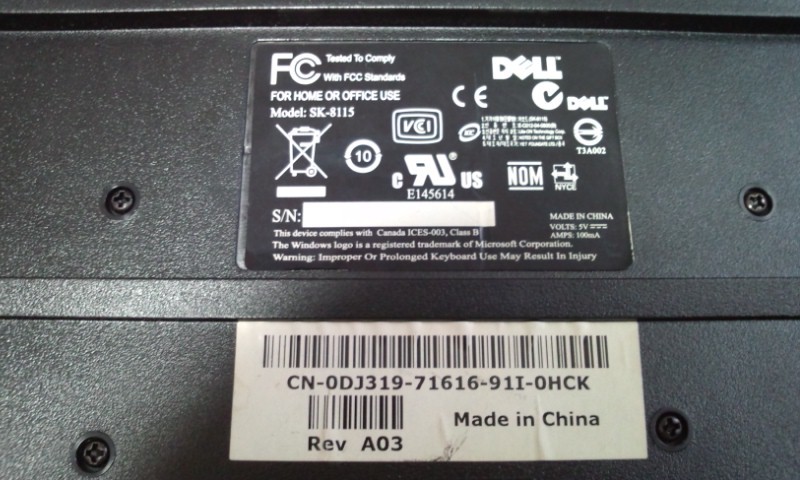 FC Tested To Comply
With FCC Standards
FOR HOME OR OFFICE USE
Model: SK-8115
DELL
CE
DELL
VCI
10
T3A002
C RU US
®
E145614
NOM
NYCE
S/N:
MADE IN CHINA
VOLTS: 5V
AMPS: 100mA
This device complies with Canada ICES-003, Class B
The Windows logo is a registered trademark of Microsoft Corporation.
Warning: Improper Or Prolonged Keyboard Use May Result In Injury
CN-0DJ319-71616-91I-0HCK
Rev A03
Made in China